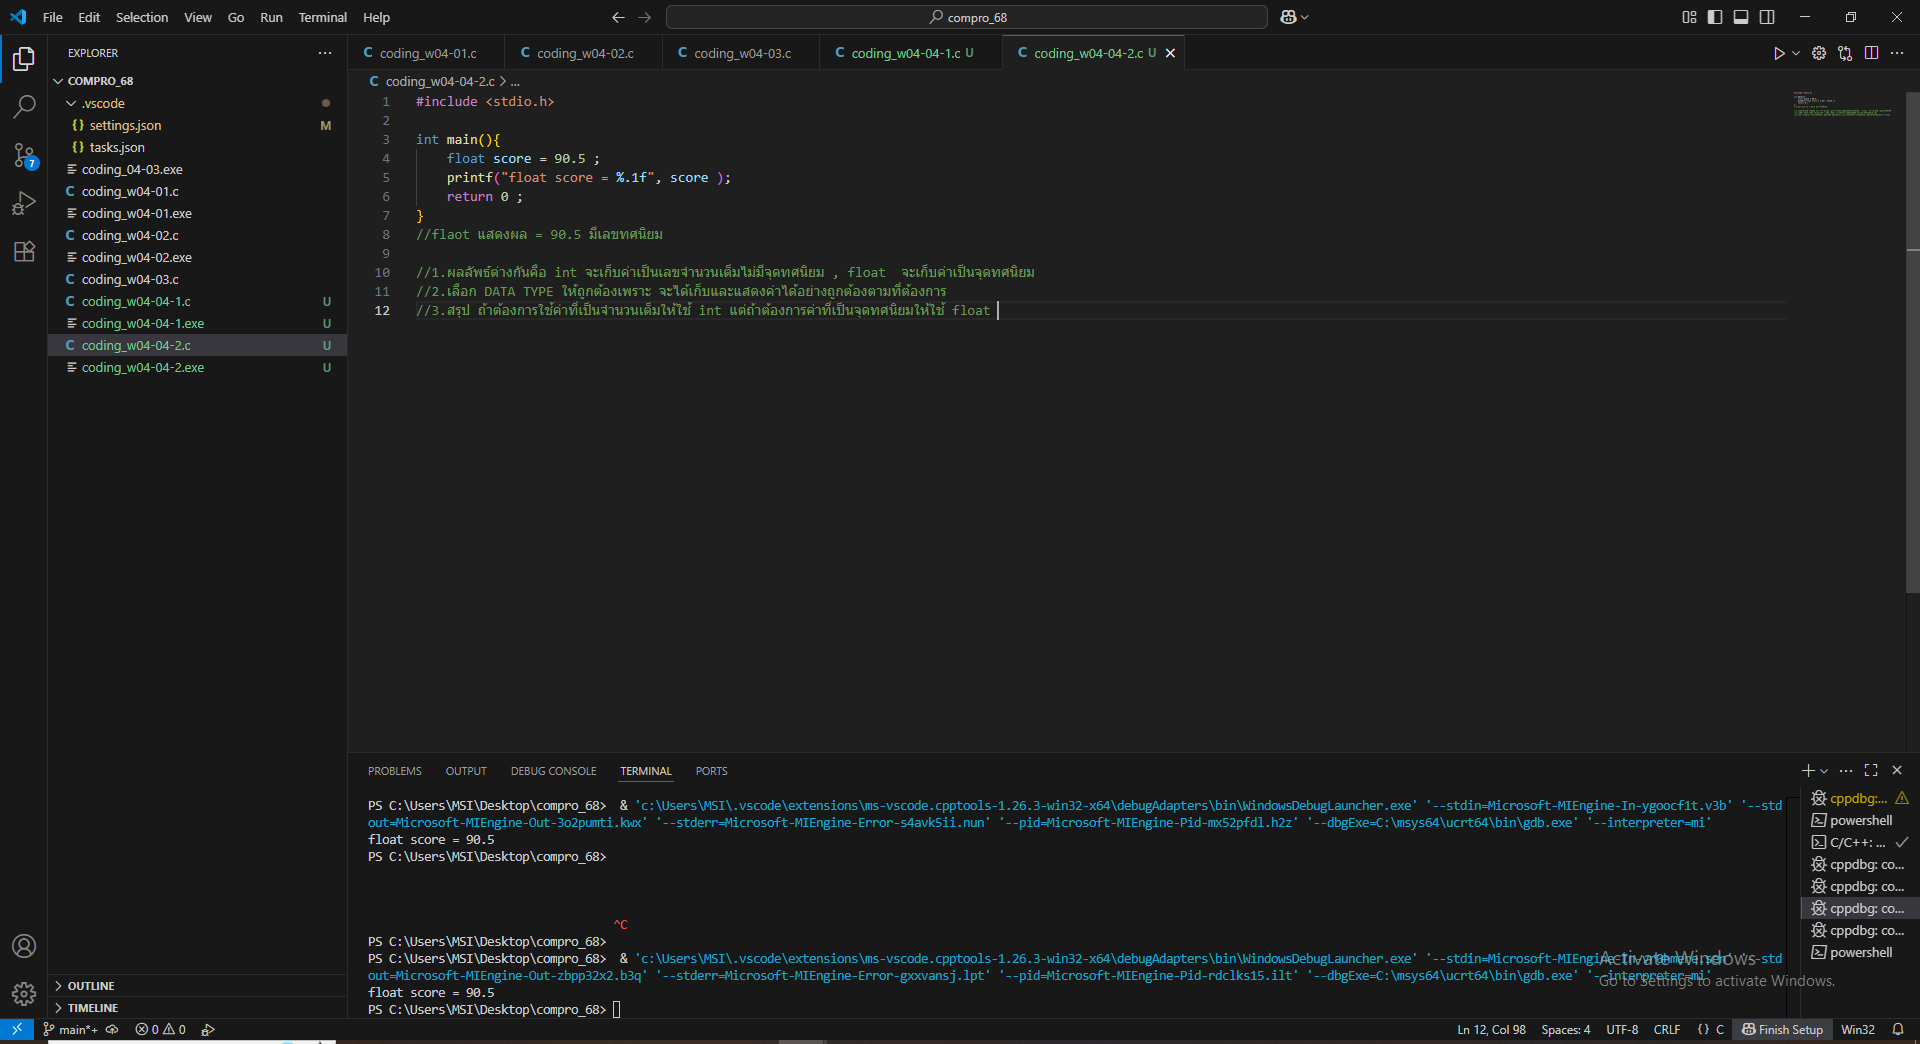 File Edit Selection View Go Run Terminal Help
compro_68
EXPLORER
COMPRO_68
.vscode
settings.json M
tasks.json
coding_04-03.exe
coding_w04-01.c
coding_w04-01.exe
coding_w04-02.c
coding_w04-02.exe
coding_w04-03.c
coding_w04-04-1.c U
coding_w04-04-1.exe U
coding_w04-04-2.c U
coding_w04-04-2.exe U
7
OUTLINE
TIMELINE
coding_w04-01.c coding_w04-02.c coding_w04-03.c coding_w04-04-1.c U coding_w04-04-2.c U
coding_w04-04-2.c > ...
1 #include <stdio.h>
2
3 int main(){
4 float score = 90.5 ;
5 printf("float score = %.1f", score );
6 return 0 ;
7 }
8 //flaot แสดงผล = 90.5 มีเลขทศนิยม
9
10 //1.ผลลัพธ์ต่างกันคือ int จะเก็บค่าเป็นเลขจำนวนเต็มไม่มีจุดทศนิยม , float  จะเก็บค่าเป็นจุดทศนิยม
11 //2.เลือก DATA TYPE ให้ถูกต้องเพราะ จะได้เก็บและแสดงค่าได้อย่างถูกต้องตามที่ต้องการ
12 //3.สรุป ถ้าต้องการใช้ค่าที่เป็นจำนวนเต็มให้ใช้ int แต่ถ้าต้องการค่าที่เป็นจุดทศนิยมให้ใช้ float
PROBLEMS OUTPUT DEBUG CONSOLE TERMINAL PORTS
PS C:\Users\MSI\Desktop\compro_68>  & 'c:\Users\MSI\.vscode\extensions\ms-vscode.cpptools-1.26.3-win32-x64\debugAdapters\bin\WindowsDebugLauncher.exe' '--stdin=Microsoft-MIEngine-In-ygoocf1t.v3b' '--std
out=Microsoft-MIEngine-Out-3o2pumti.kwx' '--stderr=Microsoft-MIEngine-Error-s4avk5ii.nun' '--pid=Microsoft-MIEngine-Pid-mx52pfdl.h2z' '--dbgExe=C:\msys64\ucrt64\bin\gdb.exe' '--interpreter=mi'
float score = 90.5
PS C:\Users\MSI\Desktop\compro_68>
^C
PS C:\Users\MSI\Desktop\compro_68>
PS C:\Users\MSI\Desktop\compro_68>  & 'c:\Users\MSI\.vscode\extensions\ms-vscode.cpptools-1.26.3-win32-x64\debugAdapters\bin\WindowsDebugLauncher.exe' '--std
out=Microsoft-MIEngine-Out-zbpp32x2.b3q' '--stderr=Microsoft-MIEngine-Error-gxxvansj.lpt' '--pid=Microsoft-MIEngine-Pid-rdclks15.ilt' '--dbgExe=C:\msys64\ucrt64\bin\gdb.exe' '--interpreter=mi'
float score = 90.5
PS C:\Users\MSI\Desktop\compro_68>
cppdbg:...
powershell
C/C++: ...
cppdbg: co...
cppdbg: co...
cppdbg: co...
cppdbg: co...
powershell
Activate Windows
Go to Settings to activate Windows.
main*+ 0 0 Ln 12, Col 98 Spaces: 4 UTF-8 CRLF {} C Finish Setup Win32